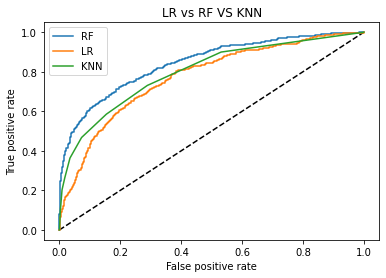 LR vs RF VS KNN
RF
LR
KNN
True positive rate
1.0
0.8
0.6
0.4
0.2
0.0
0.0 0.2 0.4 0.6 0.8 1.0
False positive rate